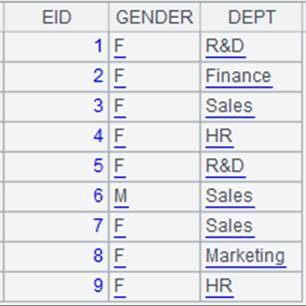 EID GENDER DEPT
1 F R&D
2 F Finance
3 F Sales
4 F HR
5 F R&D
6 M Sales
7 F Sales
8 F Marketing
9 F HR